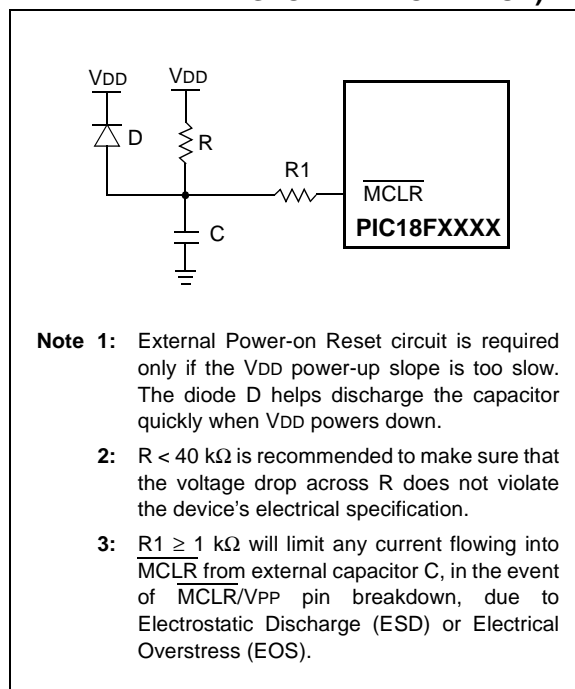 VDD VDD
D
R
R1
MCLR
PIC18FXXXX
C
Note 1: External Power-on Reset circuit is required
only if the VDD power-up slope is too slow.
The diode D helps discharge the capacitor
quickly when VDD powers down.
2: R < 40 kΩ is recommended to make sure that
the voltage drop across R does not violate
the device's electrical specification.
3: R1 ≥ 1 kΩ will limit any current flowing into
MCLR from external capacitor C, in the event
of MCLR/VPP pin breakdown, due to
Electrostatic Discharge (ESD) or Electrical
Overstress (EOS).